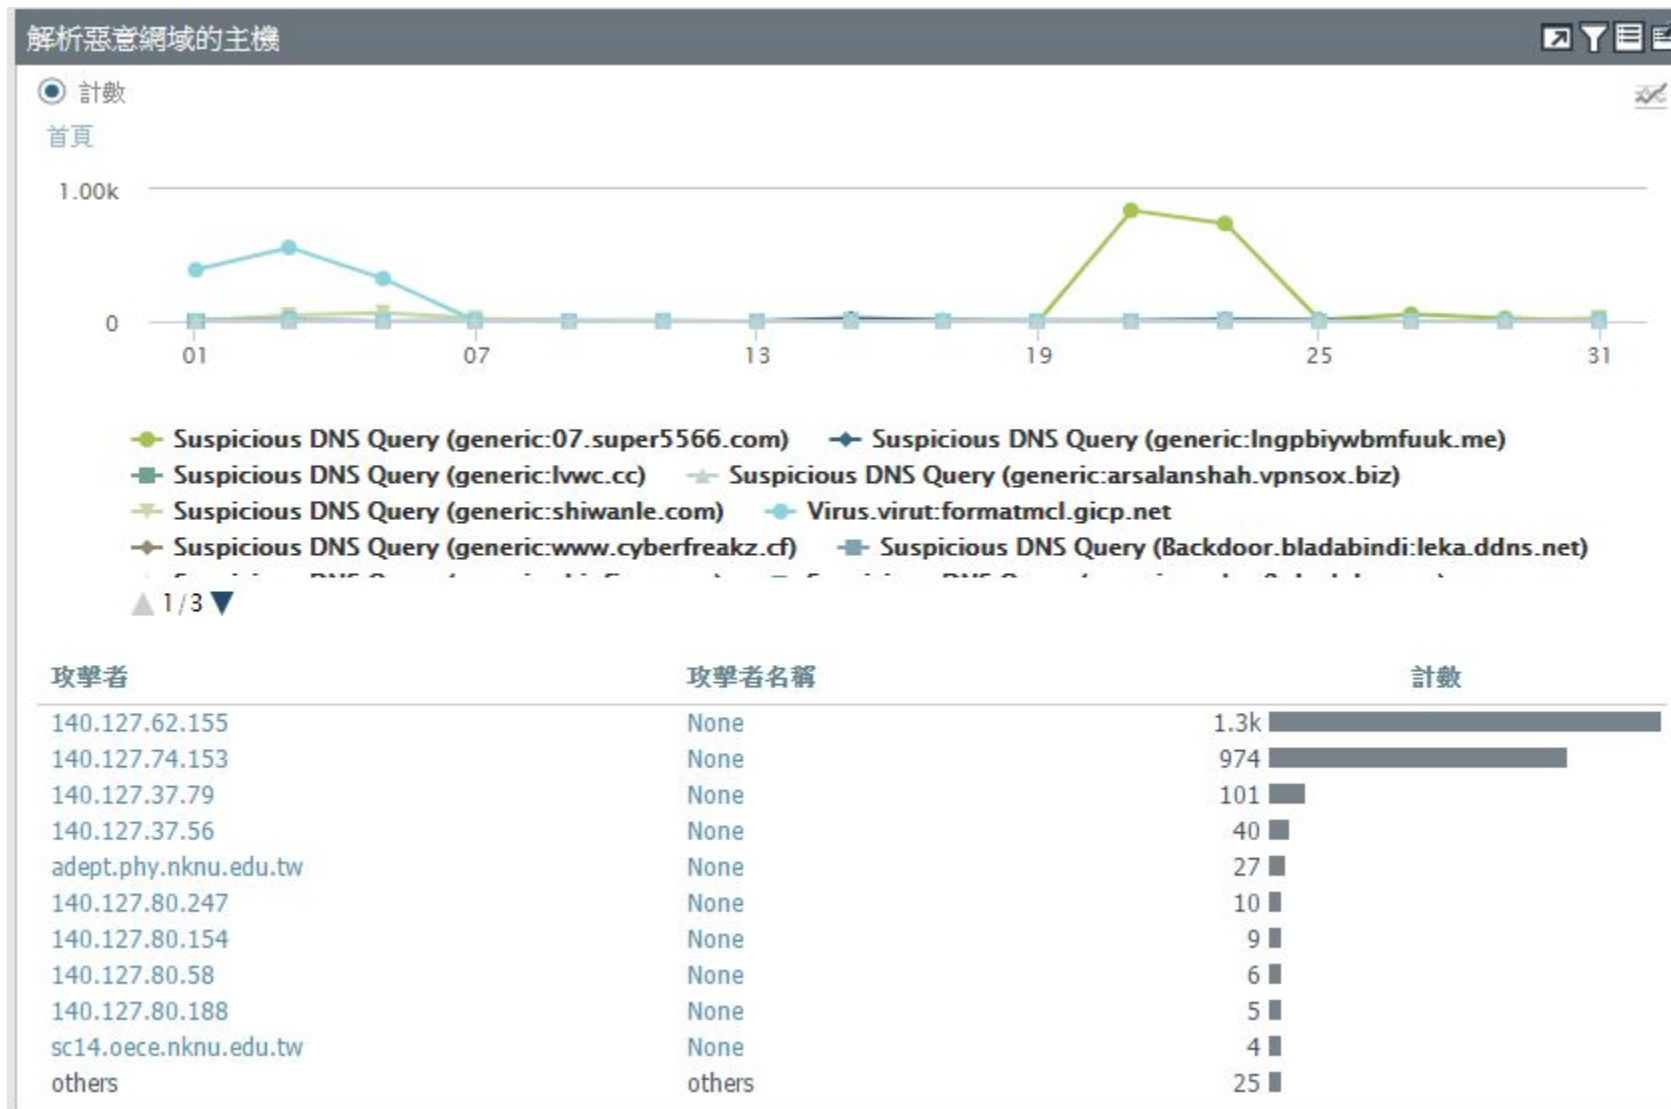 解析惡意網域的主機
計數
首頁
1.00k
0
01 07 13 19 25 31
Suspicious DNS Query (generic:07.super5566.com) Suspicious DNS Query (generic:lngpbiywbmfuuk.me)
Suspicious DNS Query (generic:lvwc.cc) Suspicious DNS Query (generic:arsalanshah.vpnsox.biz)
Suspicious DNS Query (generic:shiwanle.com) Virus.virut:formatmcl.gicp.net
Suspicious DNS Query (generic:www.cyberfreakz.cf) Suspicious DNS Query (Backdoor.bladabindi:leka.ddns.net)
1/3
攻擊者 攻擊者名稱 計數
140.127.62.155 None 1.3k
140.127.74.153 None 974
140.127.37.79 None 101
140.127.37.56 None 40
adept.phy.nknu.edu.tw None 27
140.127.80.247 None 10
140.127.80.154 None 9
140.127.80.58 None 6
140.127.80.188 None 5
sc14.oece.nknu.edu.tw None 4
others others 25